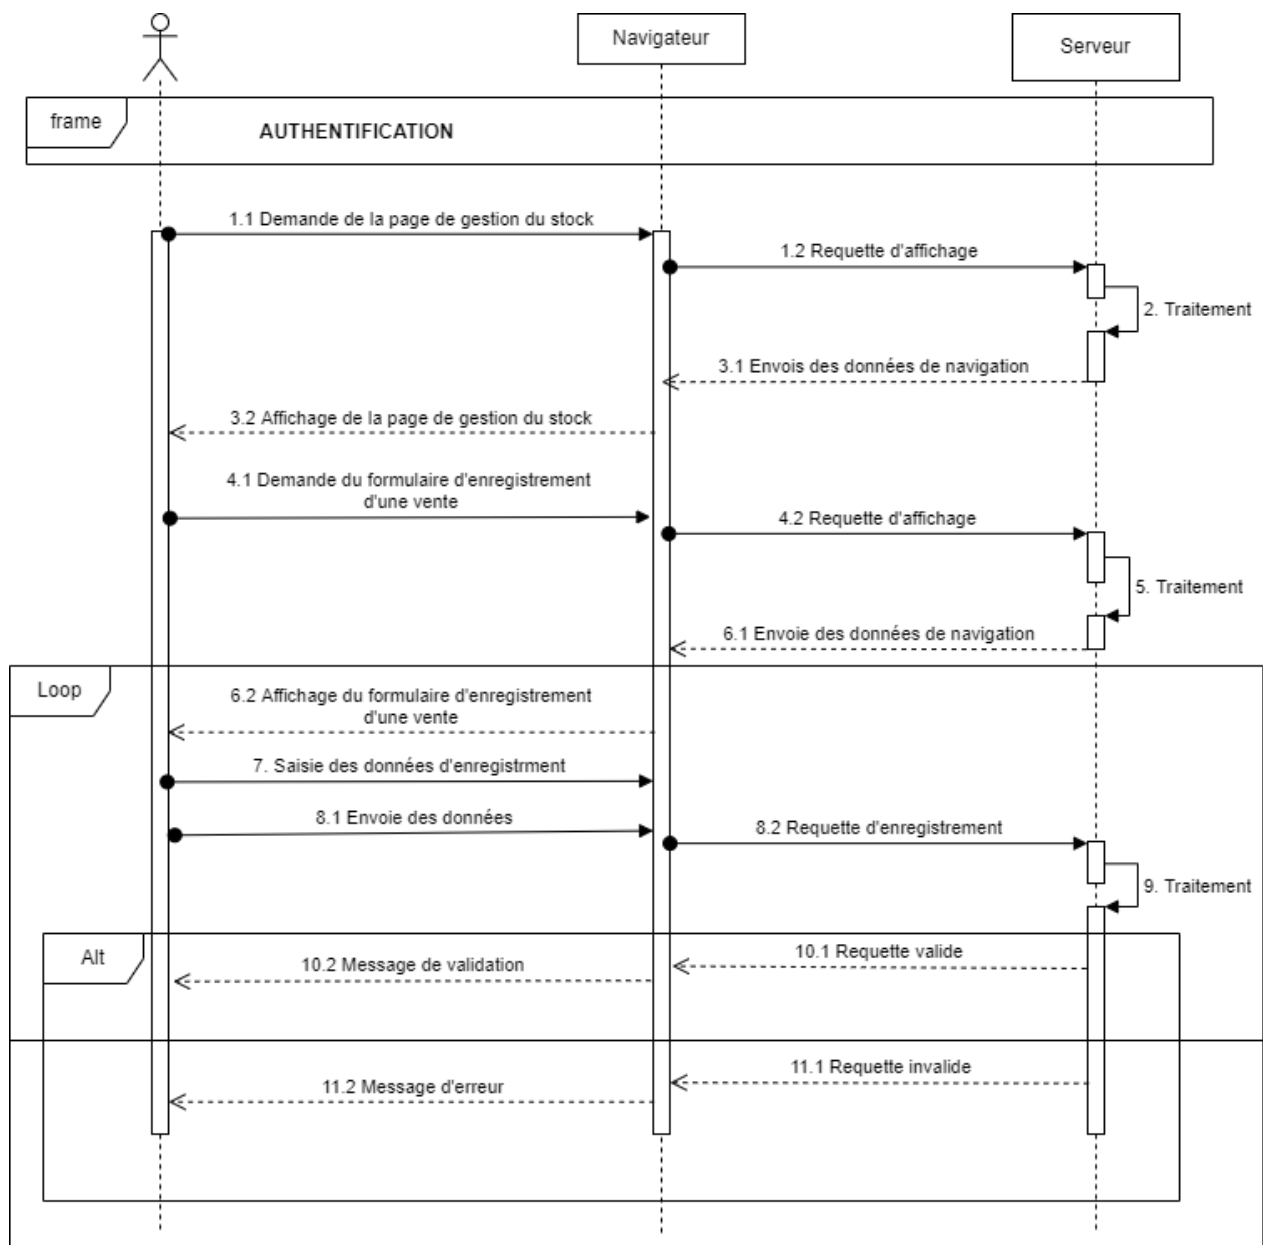 Navigateur
Serveur
frame
AUTHENTIFICATION
1.1 Demande de la page de gestion du stock
1.2 Requette d'affichage
2. Traitement
3.1 Envois des données de navigation
3.2 Affichage de la page de gestion du stock
4.1 Demande du formulaire d'enregistrement
d'une vente
4.2 Requette d'affichage
5. Traitement
6.1 Envoie des données de navigation
Loop
6.2 Affichage du formulaire d'enregistrement
d'une vente
7. Saisie des données d'enregistrment
8.1 Envoie des données
8.2 Requette d'enregistrement
9. Traitement
Alt
10.1 Requette valide
10.2 Message de validation
11.1 Requette invalide
11.2 Message d'erreur